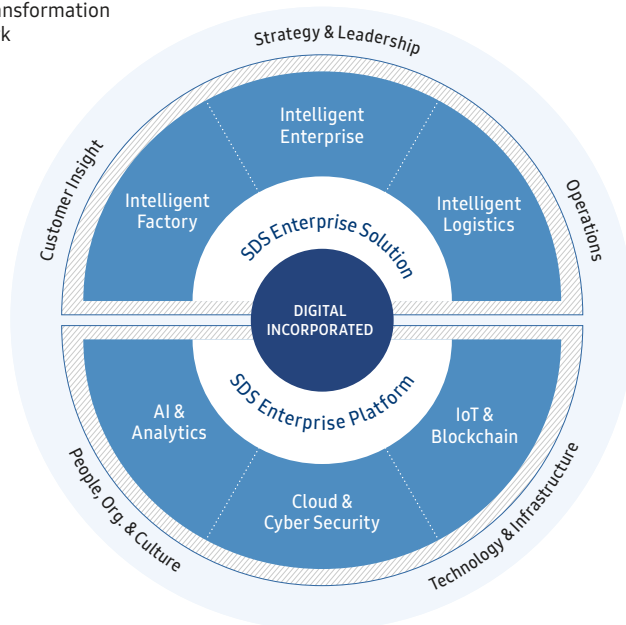 ansformation
k
Strategy & Leadership
Customer Insight
Operations
Intelligent
Enterprise
Intelligent
Factory
Intelligent
Logistics
SDS Enterprise Solution
DIGITAL
INCORPORATED
SDS Enterprise Platform
AI &
Analytics
IoT &
Blockchain
Cloud &
Cyber Security
People, Org. & Culture
Technology & Infrastructure